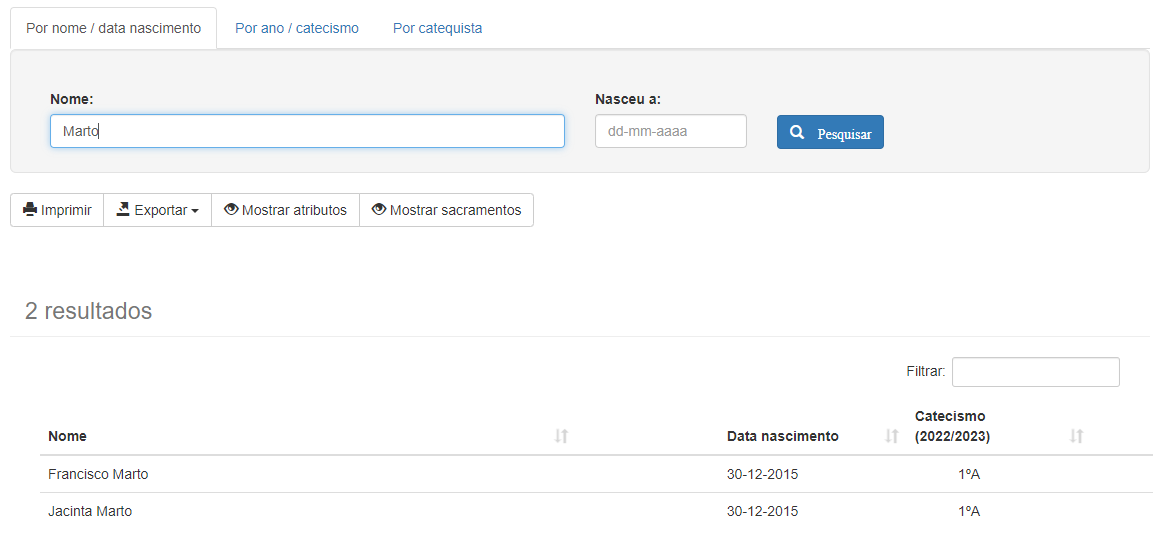 Por nome / data nascimento Por ano / catecismo Por catequista
Nome: Nasceu a:
Marto dd-mm-aaaa Pesquisar
Imprimir Exportar Mostrar atributos Mostrar sacramentos
2 resultados
Filtrar:
Nome Data nascimento Catecismo (2022/2023)
Francisco Marto 30-12-2015 1ºA
Jacinta Marto 30-12-2015 1ºA